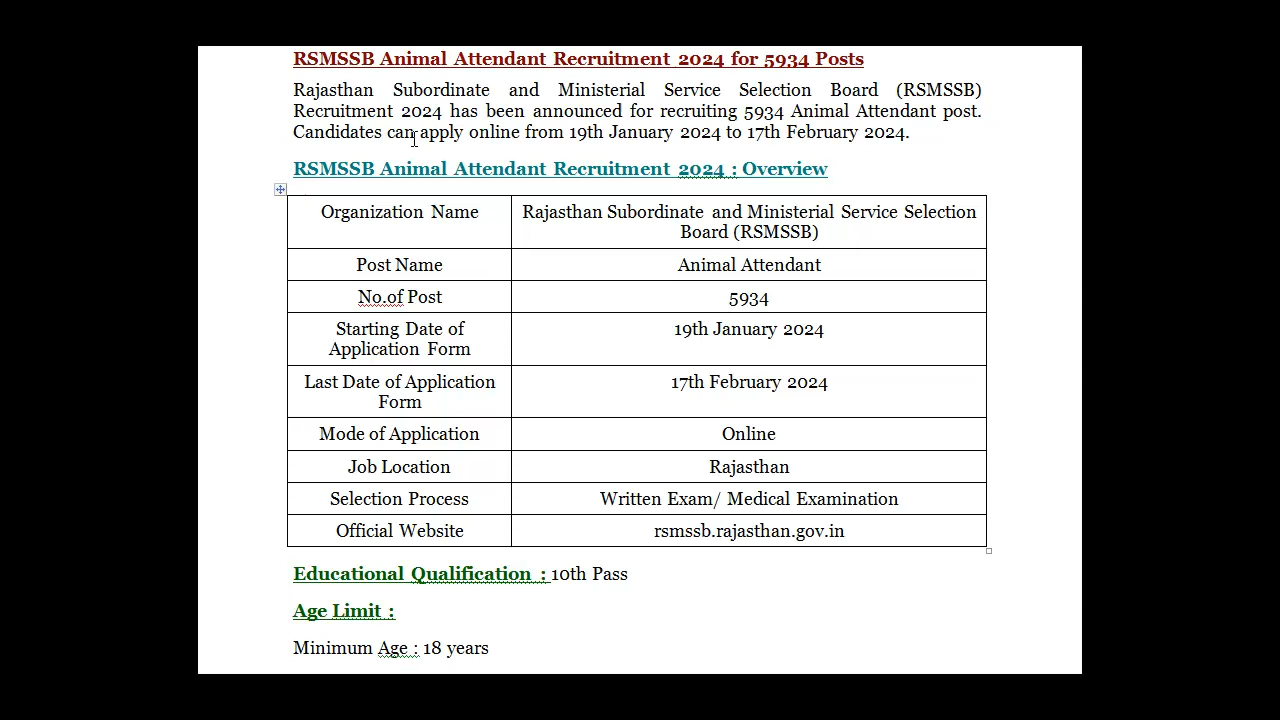 RSMSSB Animal Attendant Recruitment 2024 for 5934 Posts
Rajasthan Subordinate and Ministerial Service Selection Board (RSMSSB)
Recruitment 2024 has been announced for recruiting 5934 Animal Attendant post.
Candidates can apply online from 19th January 2024 to 17th February 2024.
RSMSSB Animal Attendant Recruitment 2024 : Overview
Organization Name
Rajasthan Subordinate and Ministerial Service Selection
Board (RSMSSB)
Post Name
Animal Attendant
No.of Post
5934
Starting Date of
Application Form
19th January 2024
Last Date of Application
Form
17th February 2024
Mode of Application
Online
Job Location
Rajasthan
Selection Process
Written Exam/ Medical Examination
Official Website
rsmssb.rajasthan.gov.in
Educational Qualification : 10th Pass
Age Limit :
Minimum Age : 18 years